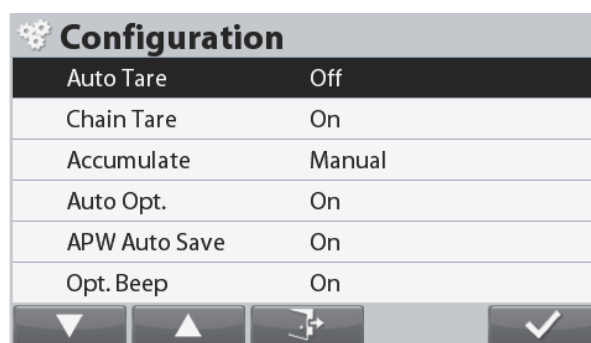 Configuration
Auto Tare Off
Chain Tare On
Accumulate Manual
Auto Opt. On
APW Auto Save On
Opt. Beep On